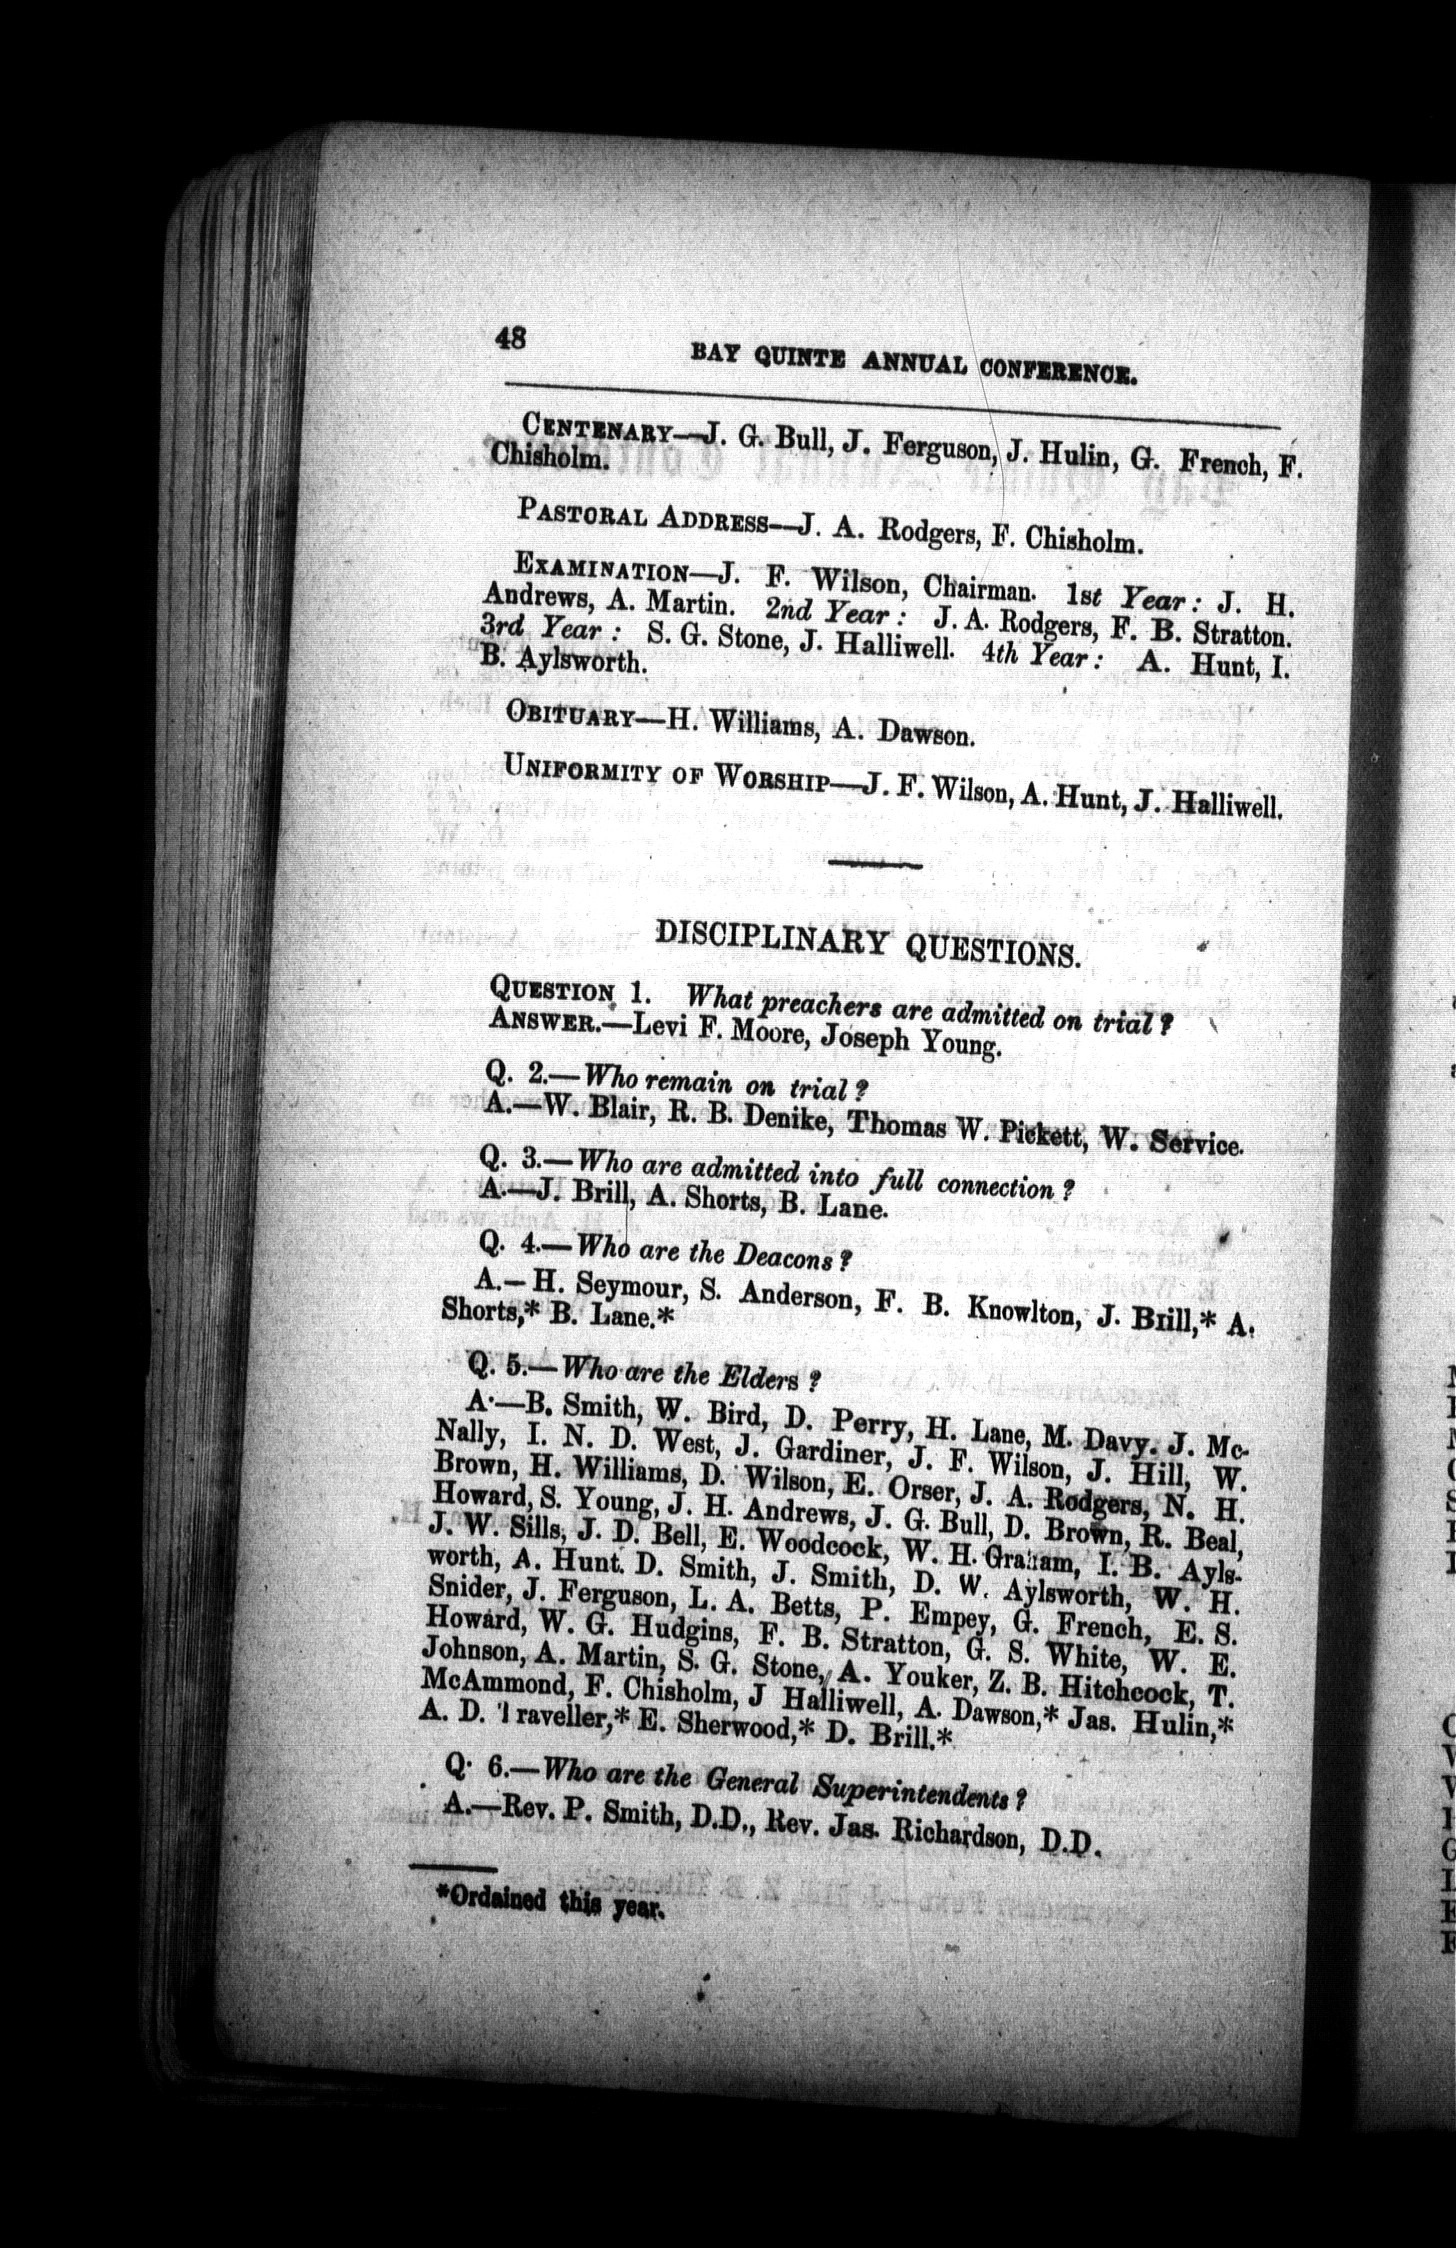 48
BAY QUINTE ANNUAL CONFERENCE.
CENTENARY—J. G. Bull, J. Ferguson, J. Hulin, G. French, F.
Chisholm.
PASTORAL ADDRESS—J. A. Rodgers, F. Chisholm.
EXAMINATION—J. F. Wilson, Chairman. 1st Year: J. H.
Andrews, A. Martin. 2nd Year: J. A. Rodgers, F. B. Stratton.
3rd Year: S. G. Stone, J. Halliwell. 4th Year: A. Hunt, I.
B. Aylsworth.
OBITUARY—H. Williams, A. Dawson.
UNIFORMITY OF WORSHIP—J. F. Wilson, A. Hunt, J. Halliwell.
DISCIPLINARY QUESTIONS.
QUESTION 1. What preachers are admitted on trial?
ANSWER.—Levi F. Moore, Joseph Young.
Q. 2.—Who remain on trial?
A.—W. Blair, R. B. Denike, Thomas W. Pickett, W. Service.
Q. 3.—Who are admitted into full connection?
A.—J. Brill, A. Shorts, B. Lane.
Q. 4.—Who are the Deacons?
A.—H. Seymour, S. Anderson, F. B. Knowlton, J. Brill,* A.
Shorts,* B. Lane.*
Q. 5.—Who are the Elders?
A.—B. Smith, W. Bird, D. Perry, H. Lane, M. Davy. J. Mc-
Nally, I. N. D. West, J. Gardiner, J. F. Wilson, J. Hill, W.
Brown, H. Williams, D. Wilson, E. Orser, J. A. Rodgers, N. H.
Howard, S. Young, J. H. Andrews, J. G. Bull, D. Brown, R. Beal,
J. W. Sills, J. D. Bell, E. Woodcock, W. H. Graham, I. B. Ayls-
worth, A. Hunt. D. Smith, J. Smith, D. W. Aylsworth, W. H.
Snider, J. Ferguson, L. A. Betts, P. Empey, G. French, E. S.
Howard, W. G. Hudgins, F. B. Stratton, G. S. White, W. E.
Johnson, A. Martin, S. G. Stone, A. Youker, Z. B. Hitchcock, T.
McAmmond, F. Chisholm, J Halliwell, A. Dawson,* Jas. Hulin,*
A. D. Traveller,* E. Sherwood,* D. Brill.*
Q. 6.—Who are the General Superintendents?
A.—Rev. P. Smith, D.D., Rev. Jas. Richardson, D.D.
*Ordained this year.